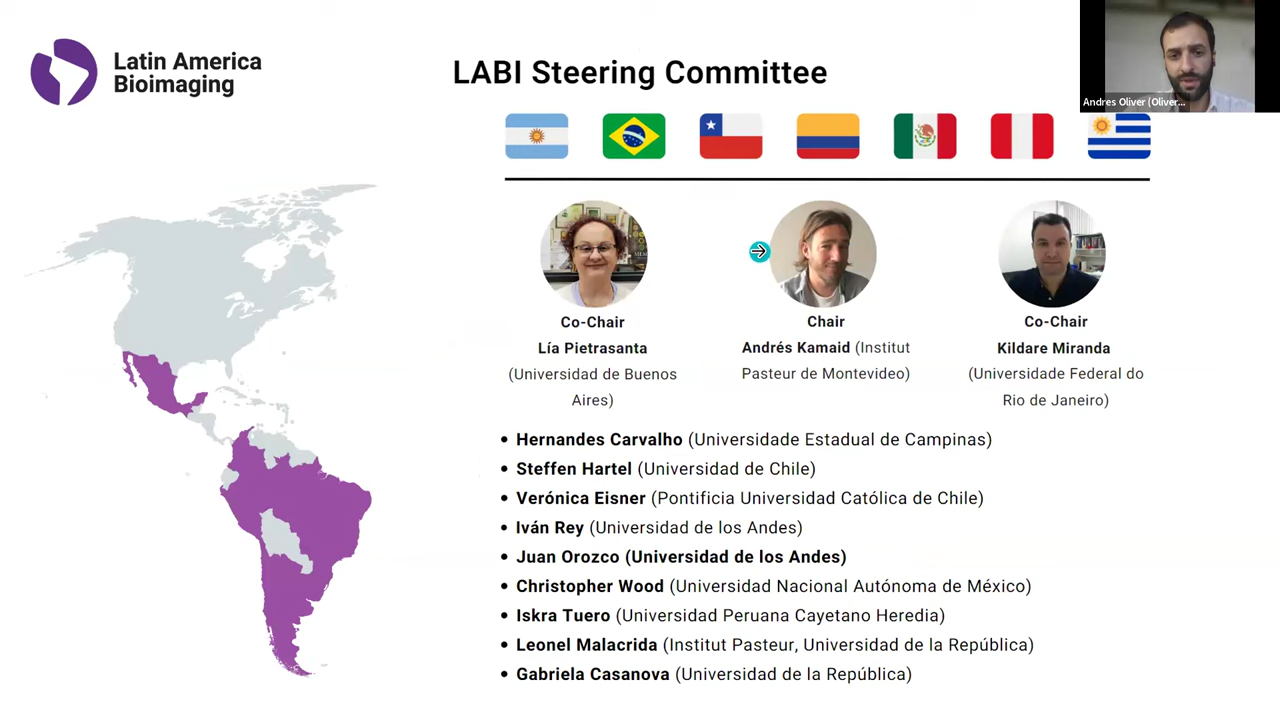 Latin America
Bioimaging
LABI Steering Committee
Andres Oliver (Oliver...
Co-Chair
Lía Pietrasanta
(Universidad de Buenos
Aires)
Chair
Andrés Kamaid (Institut
Pasteur de Montevideo)
Co-Chair
Kildare Miranda
(Universidade Federal do
Rio de Janeiro)
• Hernandes Carvalho (Universidade Estadual de Campinas)
• Steffen Hartel (Universidad de Chile)
• Verónica Eisner (Pontificia Universidad Católica de Chile)
• Iván Rey (Universidad de los Andes)
• Juan Orozco (Universidad de los Andes)
• Christopher Wood (Universidad Nacional Autónoma de México)
• Iskra Tuero (Universidad Peruana Cayetano Heredia)
• Leonel Malacrida (Institut Pasteur, Universidad de la República)
• Gabriela Casanova (Universidad de la República)